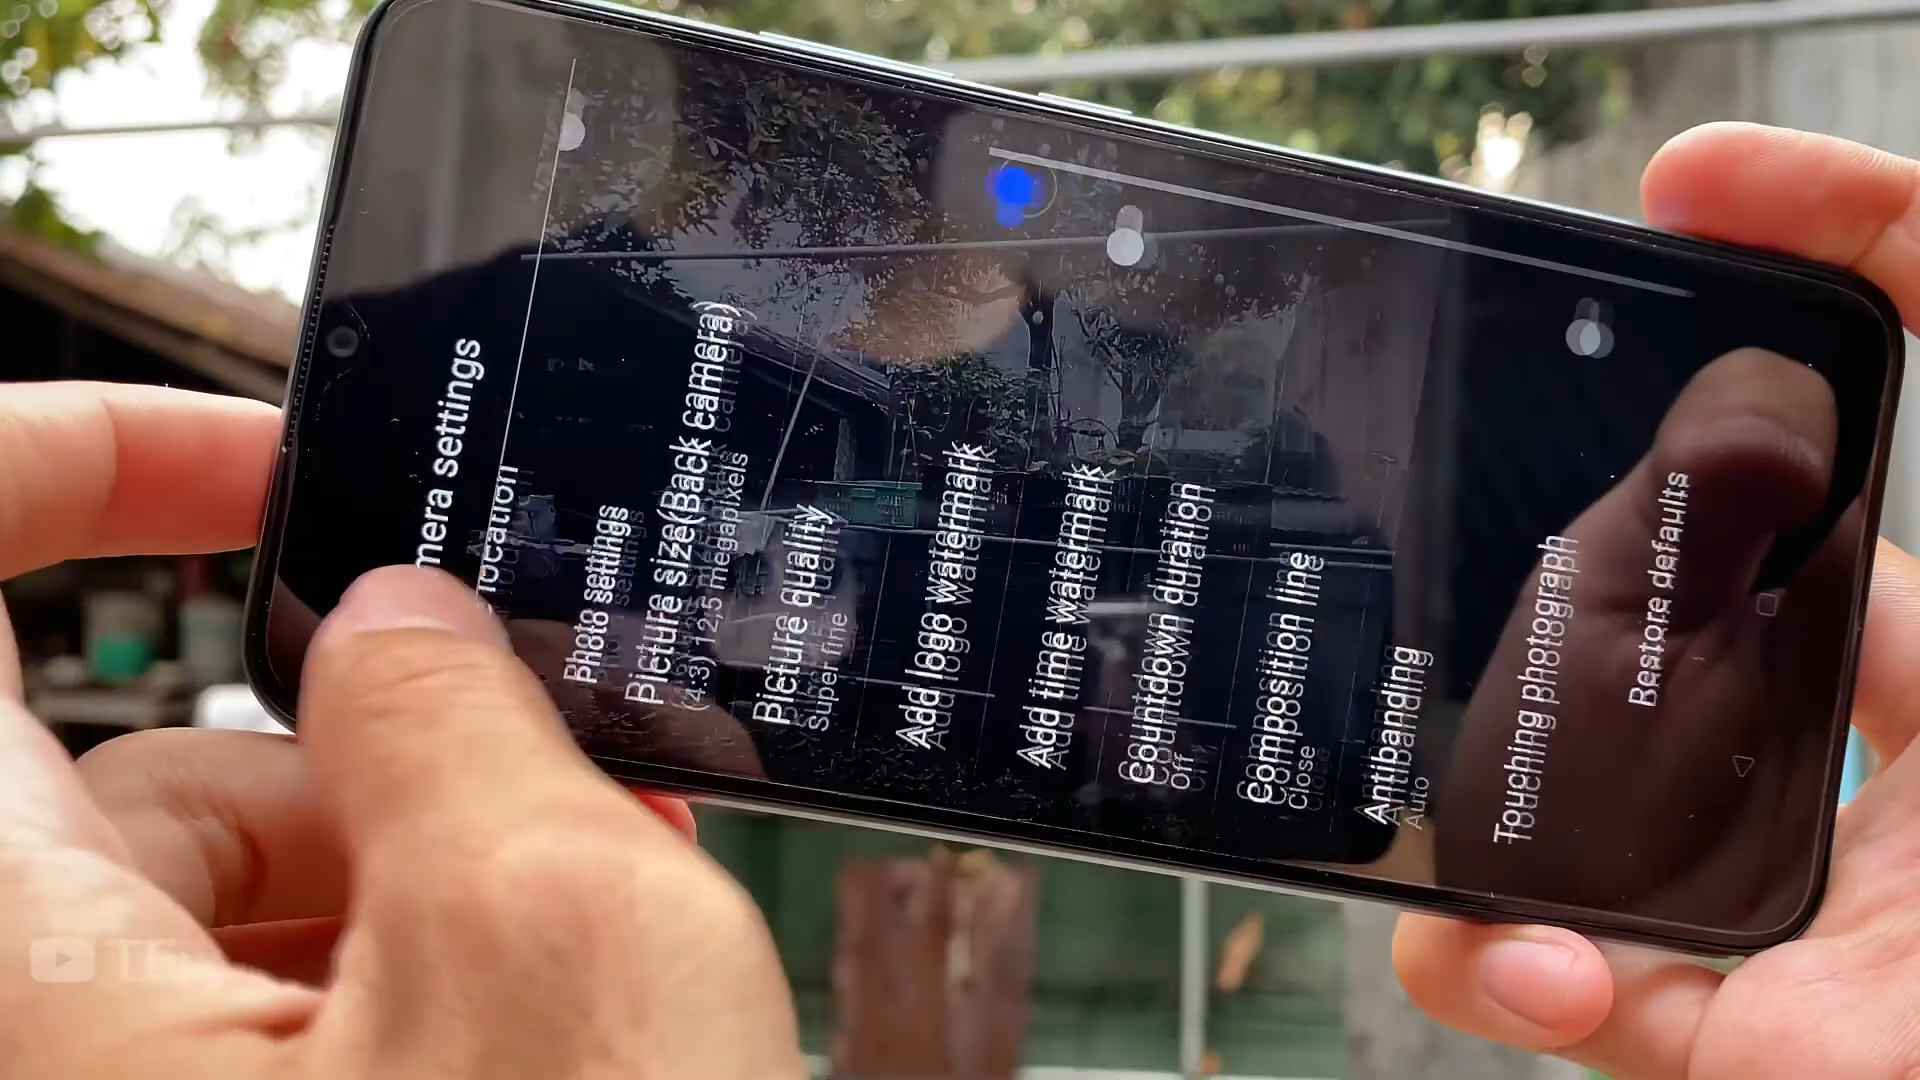 mera settings
location
Photo settings
Picture size(Back camera)
(4:3) 12,5 megapixels
Picture quality
Super fine
Add logo watermark
Add time watermark
Countdown duration
Off
Composition line
Close
Antibanding
Auto
Touching photograph
Restore defaults